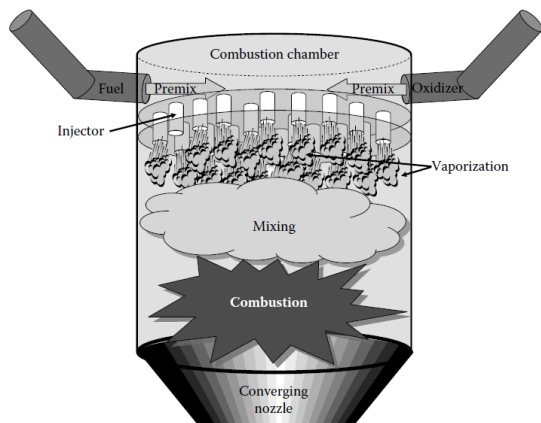 Combustion chamber
Fuel
Premix
Premix
Oxidizer
Injector
Vaporization
Mixing
Combustion
Converging
nozzle